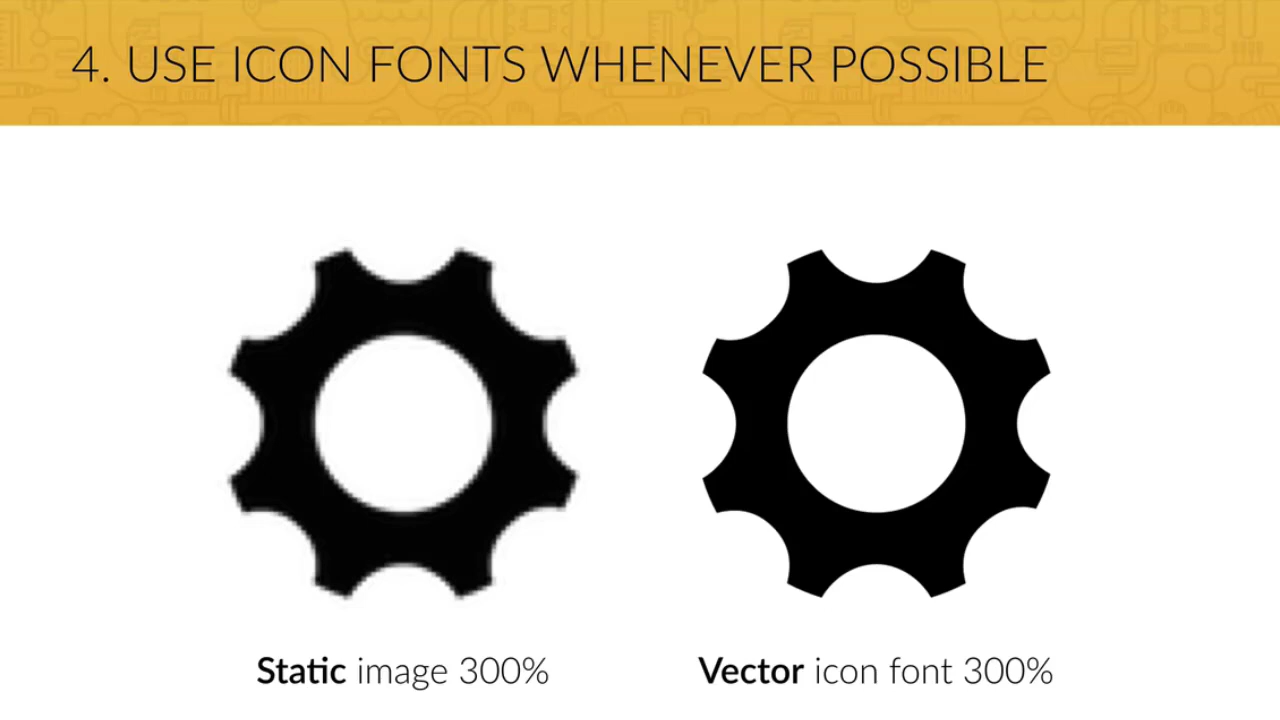 4. USE ICON FONTS WHENEVER POSSIBLE
Static image 300%
Vector icon font 300%